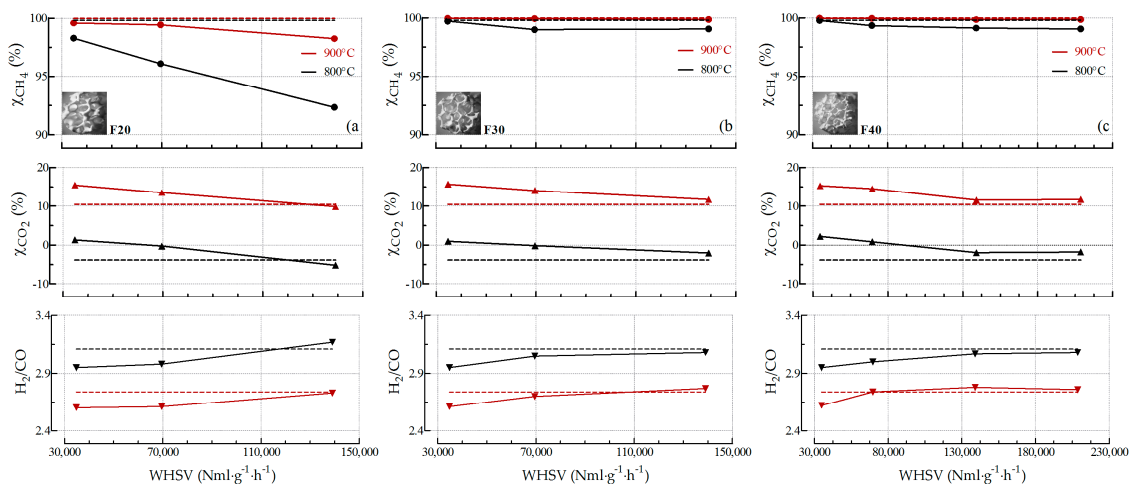 100
95
90
χCH4 (%)
900°C
800°C
F20
(a)
100
95
90
χCH4 (%)
900°C
800°C
F30
(b)
100
95
90
χCH4 (%)
900°C
800°C
F40
(c)
20
10
0
-10
χCO2 (%)
20
10
0
-10
χCO2 (%)
20
10
0
-10
χCO2 (%)
3.4
2.9
2.4
H2/CO
30,000 70,000 110,000 150,000
WHSV (Nml·g-1·h-1)
3.4
2.9
2.4
H2/CO
30,000 70,000 110,000 150,000
WHSV (Nml·g-1·h-1)
3.4
2.9
2.4
H2/CO
30,000 80,000 130,000 180,000 230,000
WHSV (Nml·g-1·h-1)